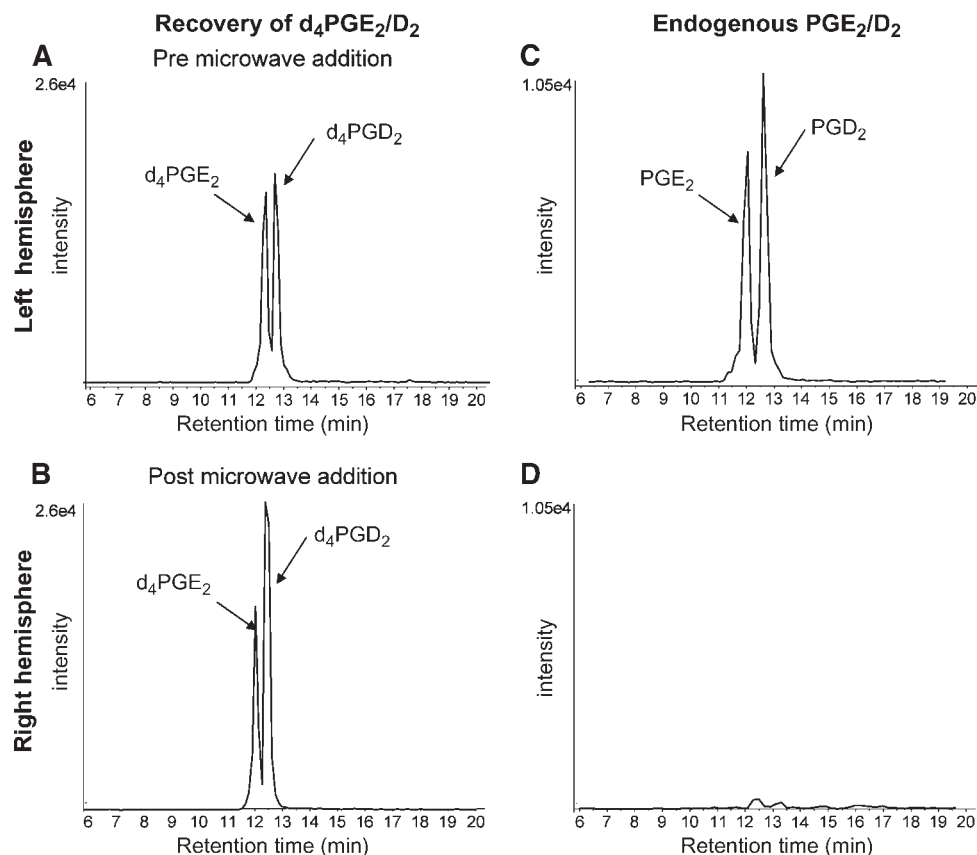 Recovery of d₄PGE₂/D₂
Endogenous PGE₂/D₂
A
Pre microwave addition
2.6e4
d₄PGE₂
d₄PGD₂
intensity
Left hemisphere
6 7 8 9 10 11 12 13 14 15 16 17 18 19 20
Retention time (min)
C
1.05e4
PGE₂
PGD₂
intensity
6 7 8 9 10 11 12 13 14 15 16 17 18 19 20
Retention time (min)
B
Post microwave addition
2.6e4
d₄PGE₂
d₄PGD₂
intensity
Right hemisphere
6 7 8 9 10 11 12 13 14 15 16 17 18 19 20
Retention time (min)
D
1.05e4
intensity
6 7 8 9 10 11 12 13 14 15 16 17 18 19 20
Retention time (min)